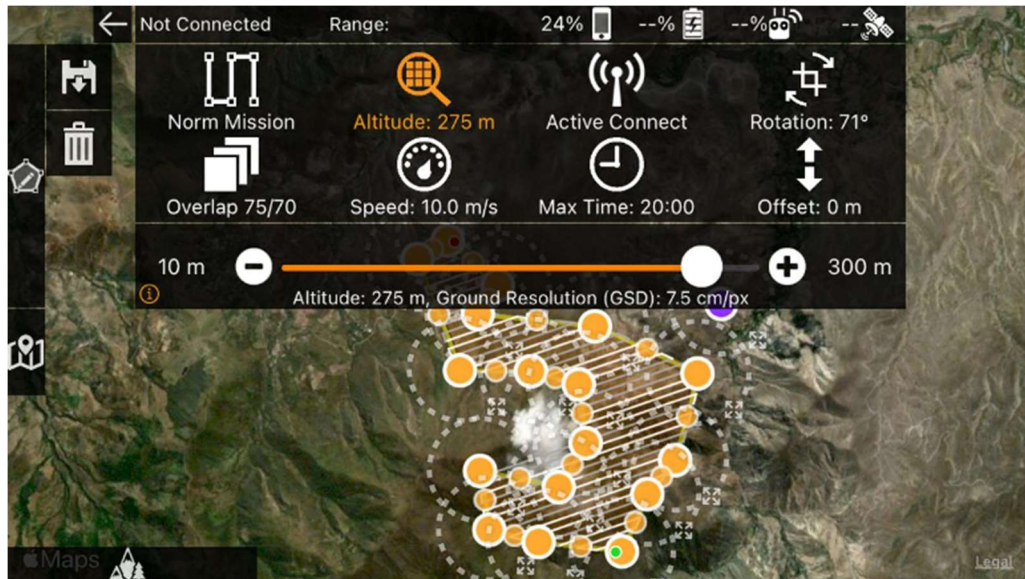 Not Connected Range: 24% --% --% --
Norm Mission Altitude: 275 m Active Connect Rotation: 71°
Overlap 75/70 Speed: 10.0 m/s Max Time: 20:00 Offset: 0 m
10 m 300 m
Altitude: 275 m, Ground Resolution (GSD): 7.5 cm/px
Maps
Legal